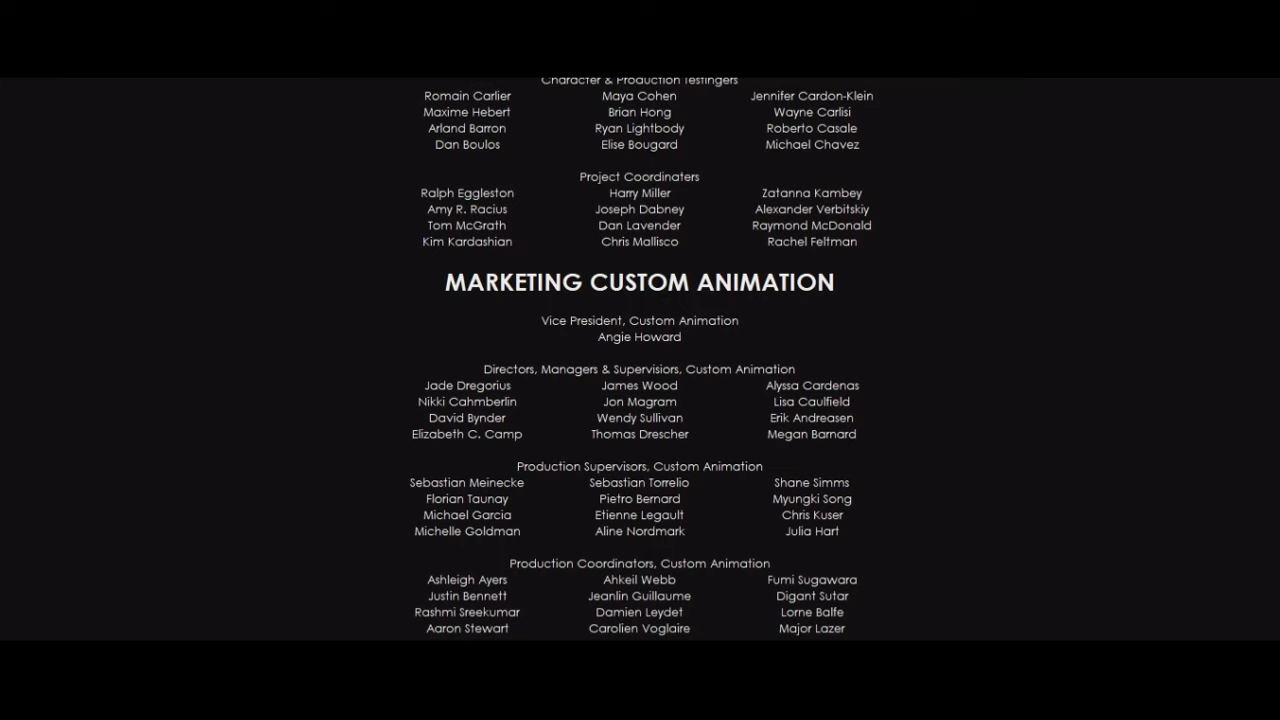 Character & Production Testingers
Romain Carlier Maya Cohen Jennifer Cardon-Klein
Maxime Hebert Brian Hong Wayne Carlisi
Arland Barron Ryan Lightbody Roberto Casale
Dan Boulos Elise Bougard Michael Chavez
Project Coordinaters
Ralph Eggleston Harry Miller Zatanna Kambey
Amy R. Racius Joseph Dabney Alexander Verbitskiy
Tom McGrath Dan Lavender Raymond McDonald
Kim Kardashian Chris Mallisco Rachel Feltman
MARKETING CUSTOM ANIMATION
Vice President, Custom Animation
Angie Howard
Directors, Managers & Supervisiors, Custom Animation
Jade Dregorius James Wood Alyssa Cardenas
Nikki Cahmberlin Jon Magram Lisa Caulfield
David Bynder Wendy Sullivan Erik Andreasen
Elizabeth C. Camp Thomas Drescher Megan Barnard
Production Supervisors, Custom Animation
Sebastian Meinecke Sebastian Torrelio Shane Simms
Florian Taunay Pietro Bernard Myungki Song
Michael Garcia Etienne Legault Chris Kuser
Michelle Goldman Aline Nordmark Julia Hart
Production Coordinators, Custom Animation
Ashleigh Ayers Ahkeil Webb Fumi Sugawara
Justin Bennett Jeanlin Guillaume Digant Sutar
Rashmi Sreekumar Damien Leydet Lorne Balfe
Aaron Stewart Carolien Voglaire Major Lazer